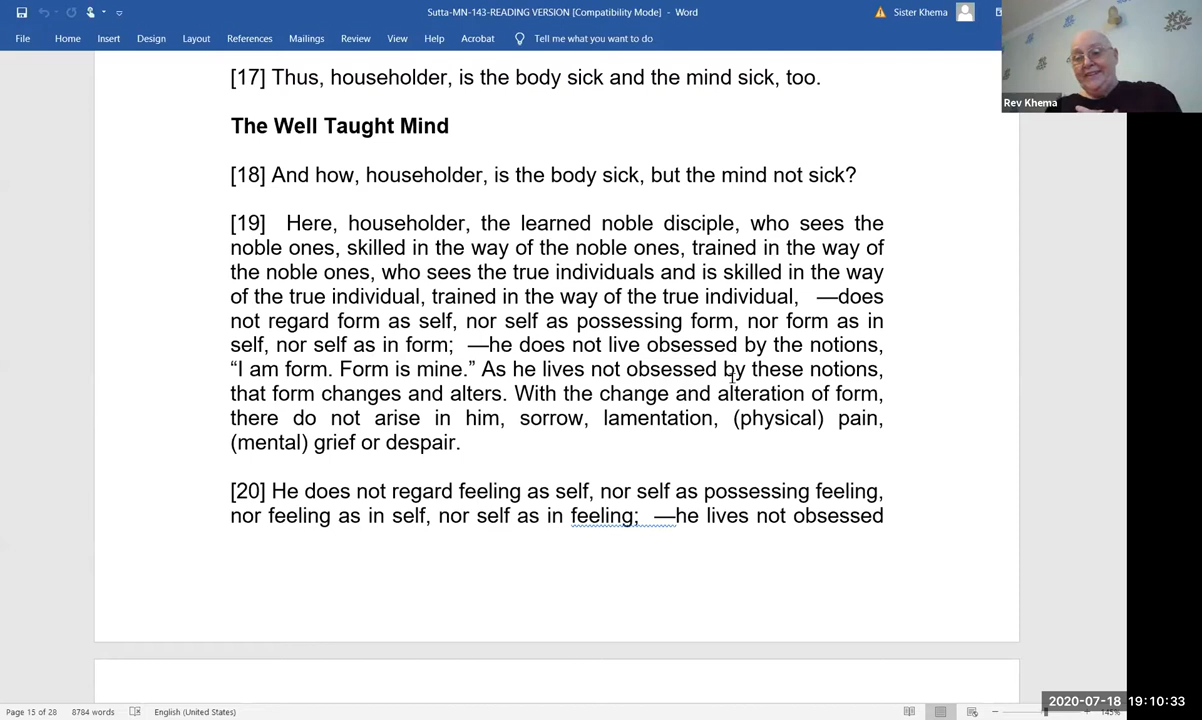 Sutta-MN-143-READING VERSION [Compatibility Mode] - Word
Sister Khema
File Home Insert Design Layout References Mailings Review View Help Acrobat Tell me what you want to do
Rev Khema
[17] Thus, householder, is the body sick and the mind sick, too.
The Well Taught Mind
[18] And how, householder, is the body sick, but the mind not sick?
[19] Here, householder, the learned noble disciple, who sees the
noble ones, skilled in the way of the noble ones, trained in the way of
the noble ones, who sees the true individuals and is skilled in the way
of the true individual, trained in the way of the true individual, —does
not regard form as self, nor self as possessing form, nor form as in
self, nor self as in form; —he does not live obsessed by the notions,
“I am form. Form is mine.” As he lives not obsessed by these notions,
that form changes and alters. With the change and alteration of form,
there do not arise in him, sorrow, lamentation, (physical) pain,
(mental) grief or despair.
[20] He does not regard feeling as self, nor self as possessing feeling,
nor feeling as in self, nor self as in feeling; —he lives not obsessed
2020-07-18 19:10:33
Page 15 of 28 8784 words English (United States) 145%